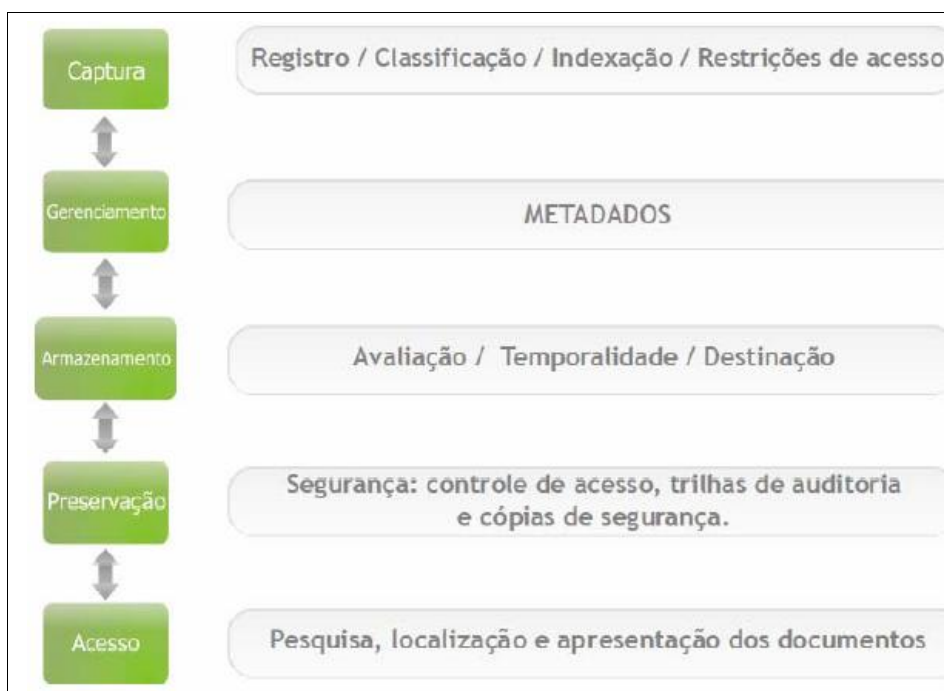 Captura
Registro / Classificação / Indexação / Restrições de acesso
Gerenciamento
METADADOS
Armazenamento
Avaliação / Temporalidade / Destinação
Preservação
Segurança: controle de acesso, trilhas de auditoria
e cópias de segurança.
Acesso
Pesquisa, localização e apresentação dos documentos